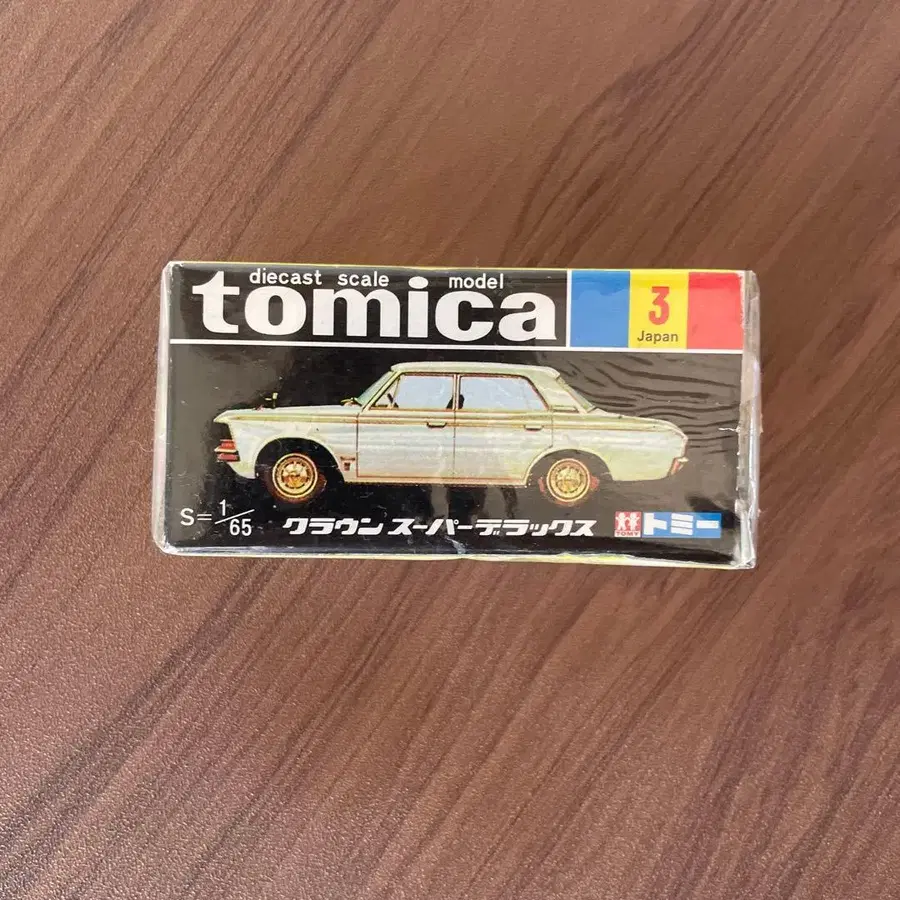 diecast scale model
tomica
3
Japan
S=1/65
クラウン スーパーデラックス
TOMY
トミー